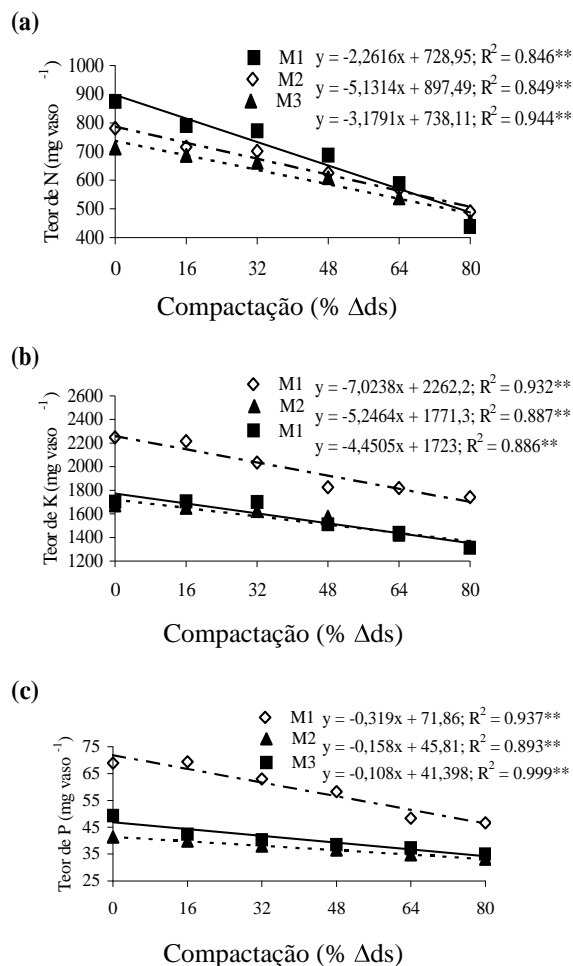 (a)
M1 y = -2,2616x + 728,95; R² = 0.846**
M2 y = -5,1314x + 897,49; R² = 0.849**
M3 y = -3,1791x + 738,11; R² = 0.944**
Teor de N (mg vaso -1)
1000
900
800
700
600
500
400
0 16 32 48 64 80
Compactação (% Δds)
(b)
M1 y = -7,0238x + 2262,2; R² = 0.932**
M2 y = -5,2464x + 1771,3; R² = 0.887**
M1 y = -4,4505x + 1723; R² = 0.886**
Teor de K (mg vaso -1)
2600
2400
2200
2000
1800
1600
1400
1200
0 16 32 48 64 80
Compactação (% Δds)
(c)
M1 y = -0,319x + 71,86; R² = 0.937**
M2 y = -0,158x + 45,81; R² = 0.893**
M3 y = -0,108x + 41,398; R² = 0.999**
Teor de P (mg vaso -1)
75
65
55
45
35
25
0 16 32 48 64 80
Compactação (% Δds)